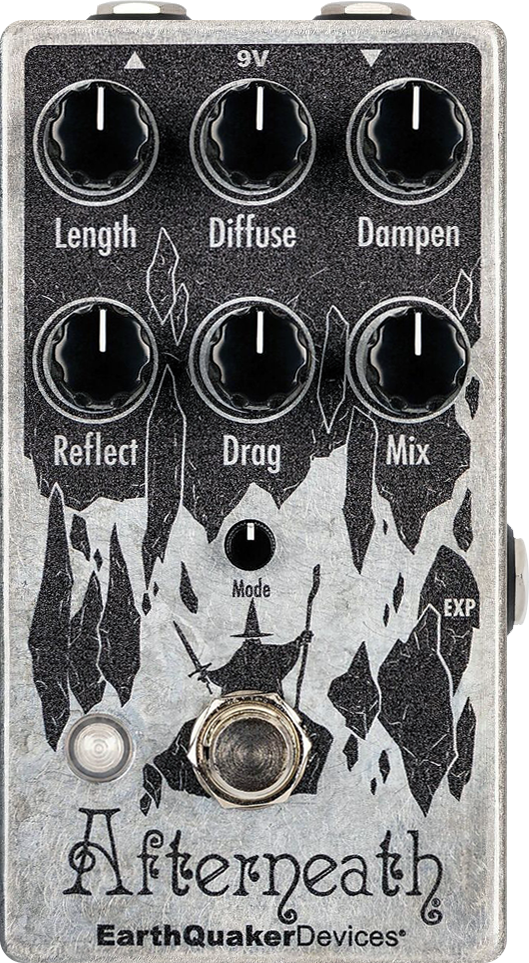 9V
Length Diffuse Dampen
Reflect Drag Mix
Mode
EXP
Afterneath
EarthQuakerDevices®